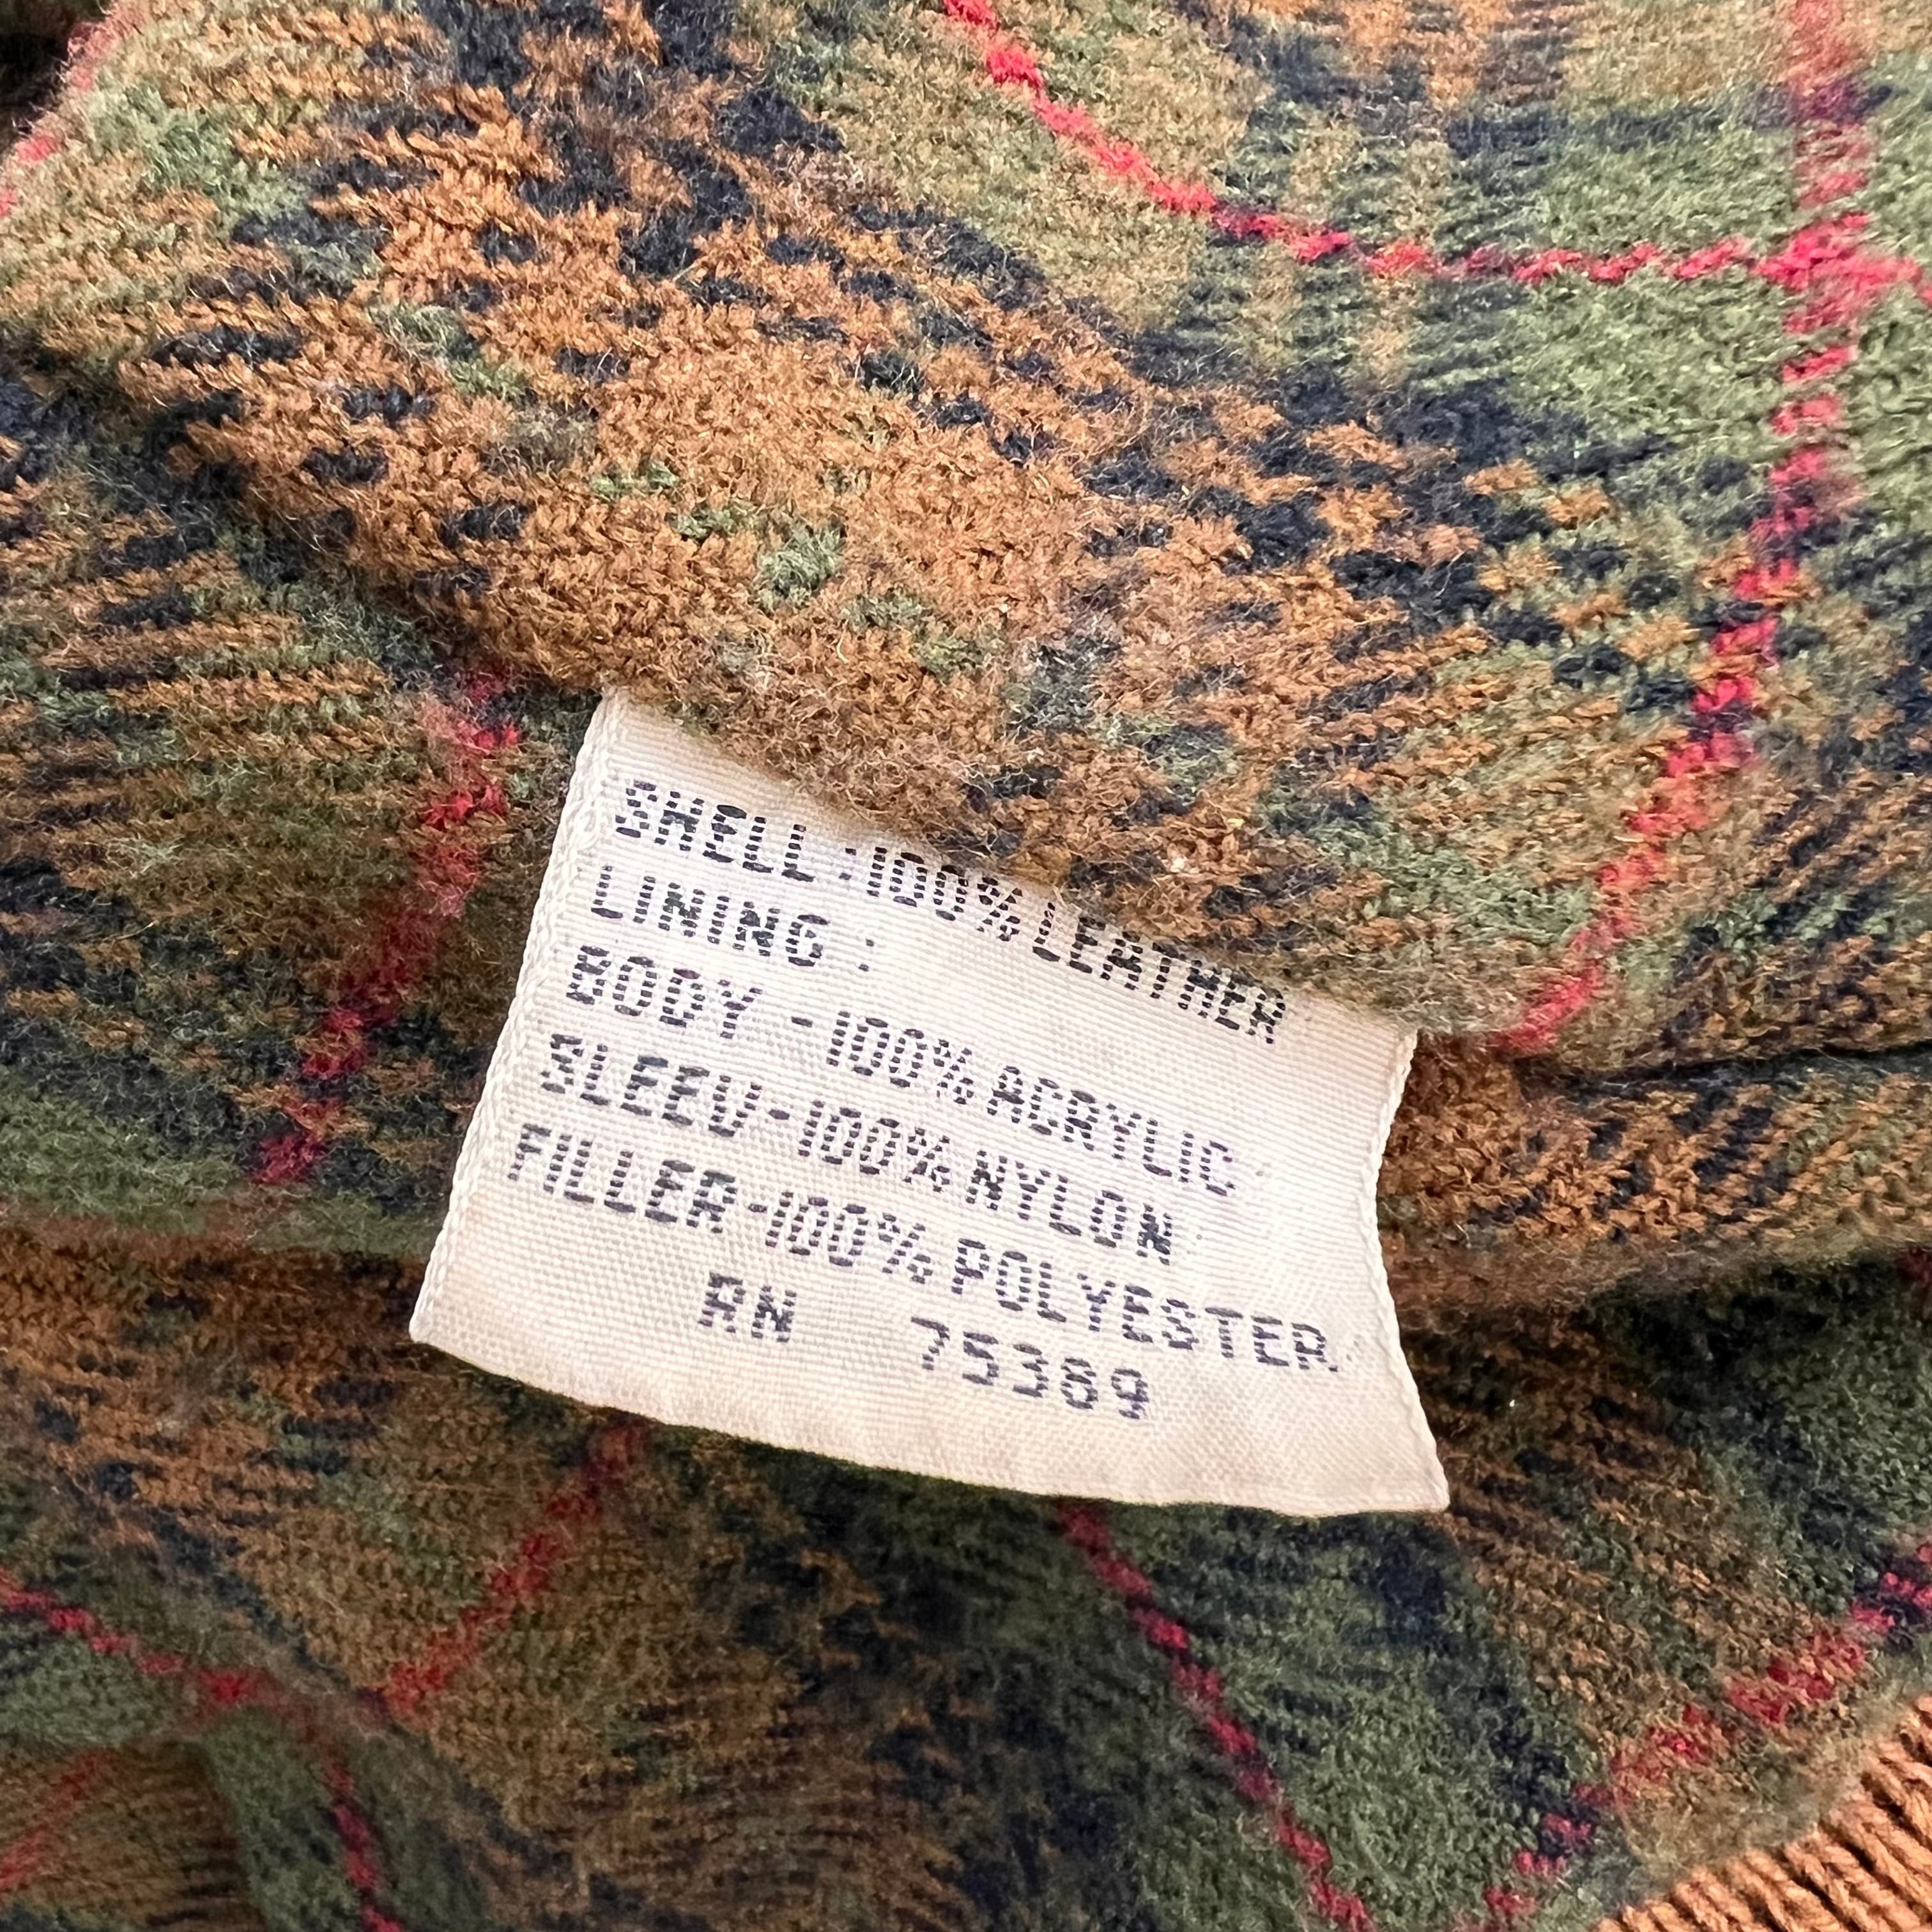 SHELL :100% LEATHER
LINING :
BODY -100% ACRYLIC
SLEEV-100% NYLON
FILLER-100% POLYESTER
RN 75389